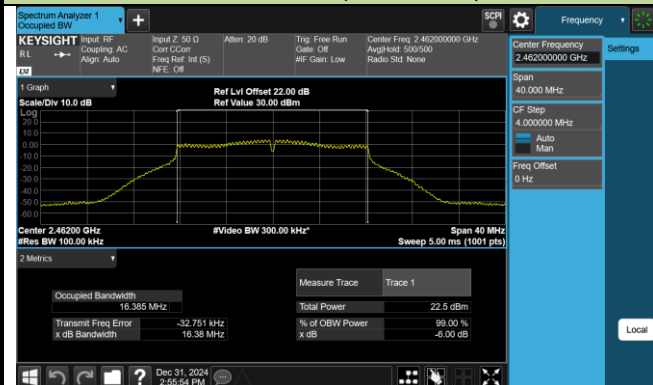 Spectrum Analyzer 1
Occupied BW
+
SCPI
Frequency
KEYSIGHT
RL
Input: RF
Coupling: AC
Align: Auto
Input Z: 50 Ω
Corr CCorr
Freq Ref: Int (S)
NFE: Off
Atten: 20 dB
Trig: Free Run
Gate: Off
#IF Gain: Low
Center Freq: 2.462000000 GHz
Avg|Hold: 500/500
Radio Std: None
Center Frequency
2.462000000 GHz
Settings
Span
40.000 MHz
CF Step
4.000000 MHz
Auto
Man
Freq Offset
0 Hz
Local
1 Graph
Scale/Div 10.0 dB
Ref Lvl Offset 22.00 dB
Ref Value 30.00 dBm
Log
20.0
10.0
0.00
-10.0
-20.0
-30.0
-40.0
-50.0
-60.0
Center 2.46200 GHz
#Res BW 100.00 kHz
#Video BW 300.00 kHz*
Span 40 MHz
Sweep 5.00 ms (1001 pts)
2 Metrics
Measure Trace Trace 1
Occupied Bandwidth
16.385 MHz
Total Power 22.5 dBm
Transmit Freq Error -32.751 kHz
% of OBW Power 99.00 %
x dB Bandwidth 16.38 MHz
x dB -6.00 dB
?
Dec 31, 2024
2:55:54 PM